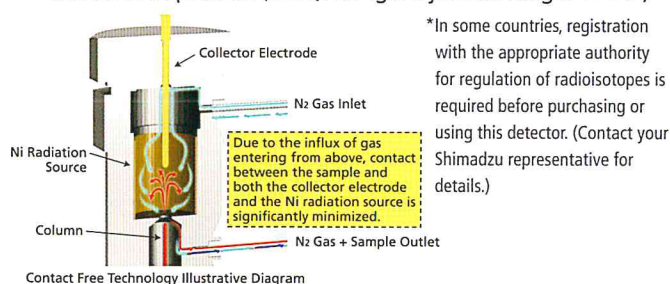 Collector Electrode
N2 Gas Inlet
Ni Radiation
Source
Due to the influx of gas
entering from above, contact
between the sample and
both the collector electrode
and the Ni radiation source is
significantly minimized.
Column
N2 Gas + Sample Outlet
Contact Free Technology Illustrative Diagram
*In some countries, registration
with the appropriate authority
for regulation of radioisotopes is
required before purchasing or
using this detector. (Contact your
Shimadzu representative for
details.)